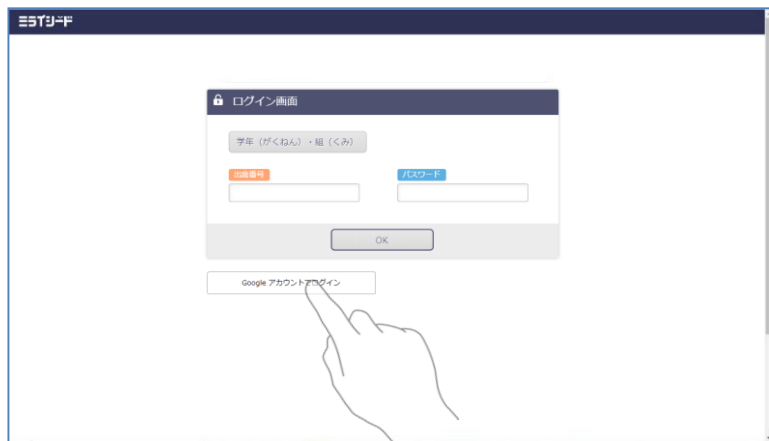 ミライシード
ログイン画面
学年（がくねん）・組（くみ）
出席番号
パスワード
OK
Google アカウントでログイン